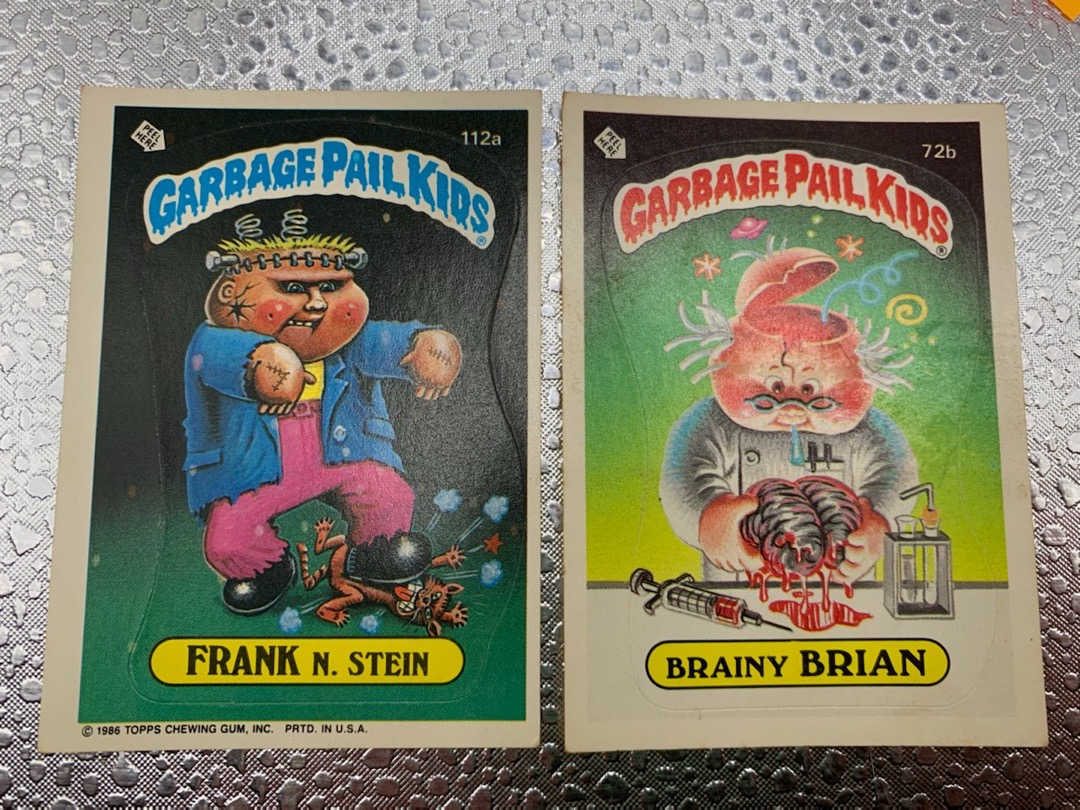 PEEL
HERE
112a
GARBAGE PAIL KIDS®
FRANK N. STEIN
© 1986 TOPPS CHEWING GUM, INC. PRTD. IN U.S.A.
PEEL
HERE
72b
GARBAGE PAIL KIDS®
BRAINY BRIAN